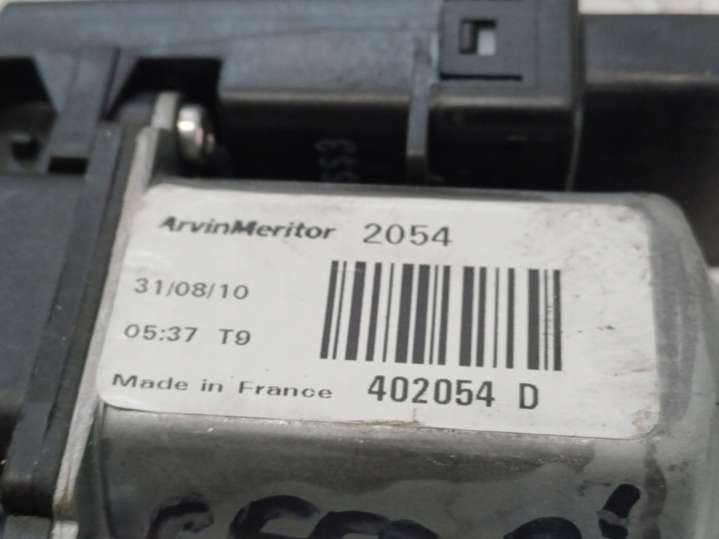 ArvinMeritor 2054
31/08/10
05:37 T9
Made in France 402054 D